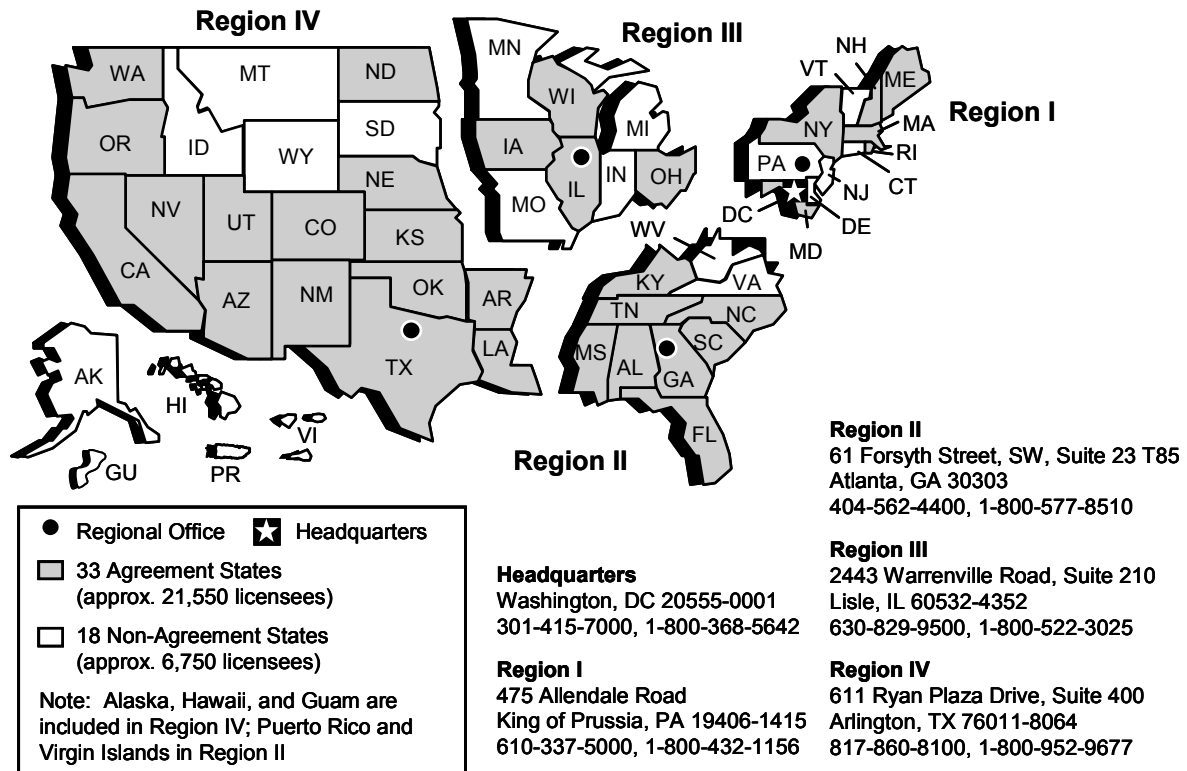 Region IV
Region III
Region I
Region II
WA
MT
ND
OR
ID
SD
WY
NE
NV
UT
CO
KS
CA
AZ
NM
OK
AR
TX
LA
AK
HI
GU
PR
VI
MN
WI
MI
IA
IL
IN
OH
MO
NH
VT
ME
NY
MA
RI
CT
PA
NJ
DE
DC
MD
WV
VA
KY
TN
NC
SC
MS
AL
GA
FL
Regional Office
Headquarters
33 Agreement States
(approx. 21,550 licensees)
18 Non-Agreement States
(approx. 6,750 licensees)
Note: Alaska, Hawaii, and Guam are
included in Region IV; Puerto Rico and
Virgin Islands in Region II
Headquarters
Washington, DC 20555-0001
301-415-7000, 1-800-368-5642
Region I
475 Allendale Road
King of Prussia, PA 19406-1415
610-337-5000, 1-800-432-1156
Region II
61 Forsyth Street, SW, Suite 23 T85
Atlanta, GA 30303
404-562-4400, 1-800-577-8510
Region III
2443 Warrenville Road, Suite 210
Lisle, IL 60532-4352
630-829-9500, 1-800-522-3025
Region IV
611 Ryan Plaza Drive, Suite 400
Arlington, TX 76011-8064
817-860-8100, 1-800-952-9677